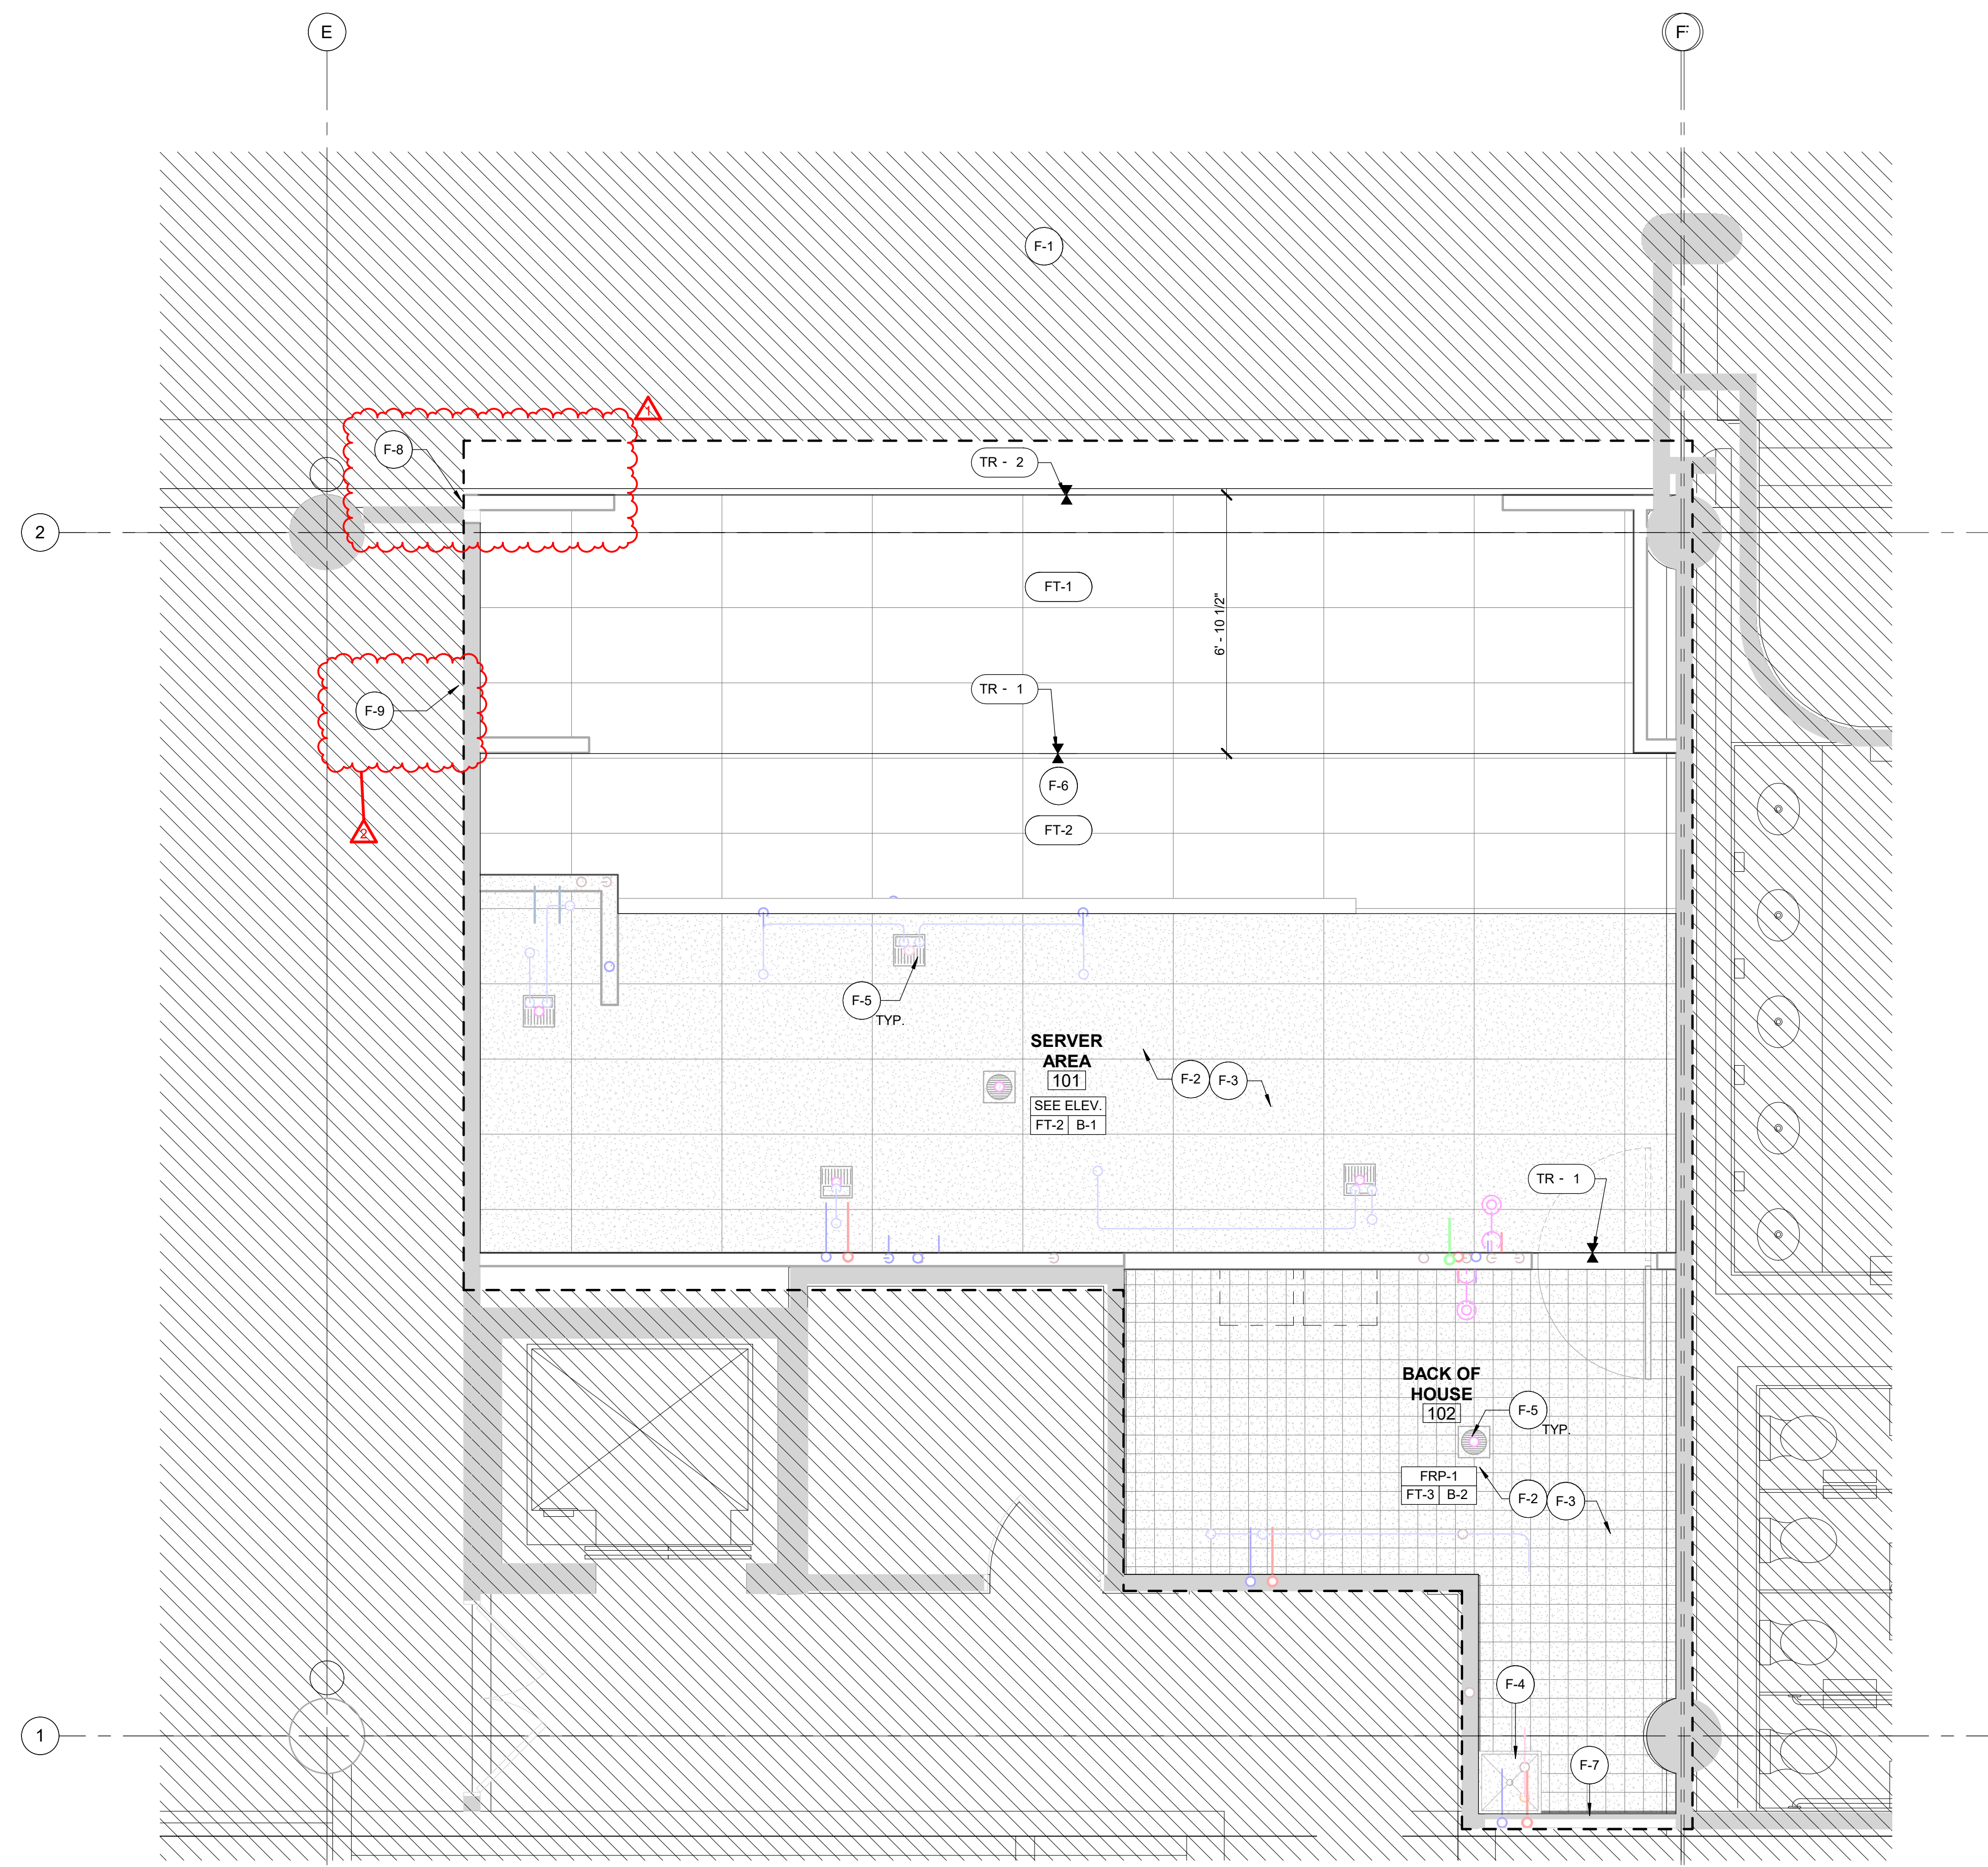 E
F
F-1
1
F-8
TR - 2
2
FT-1
6' - 10 1/2"
TR - 1
F-9
F-6
2
FT-2
F-5
TYP.
SERVER
AREA
101
SEE ELEV.
FT-2 B-1
F-2
F-3
TR - 1
BACK OF
HOUSE
102
F-5
TYP.
FRP-1
FT-3 B-2
F-2
F-3
F-4
1
F-7